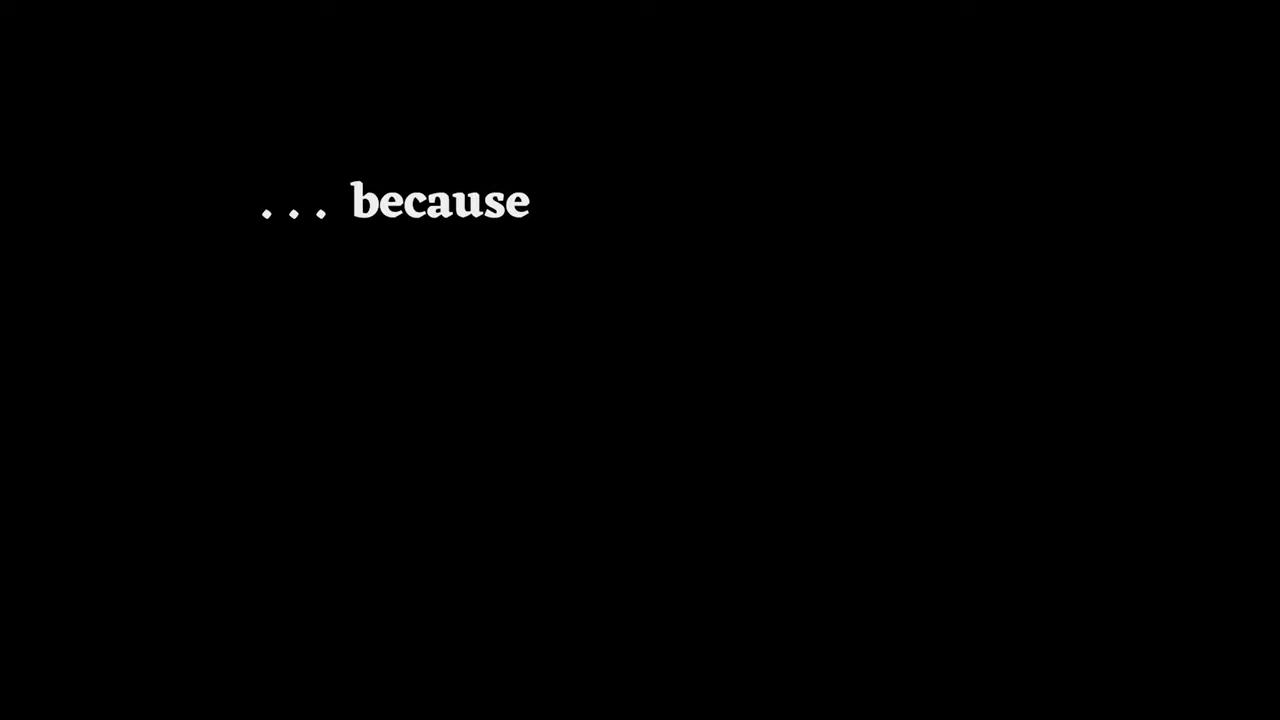 . . . because